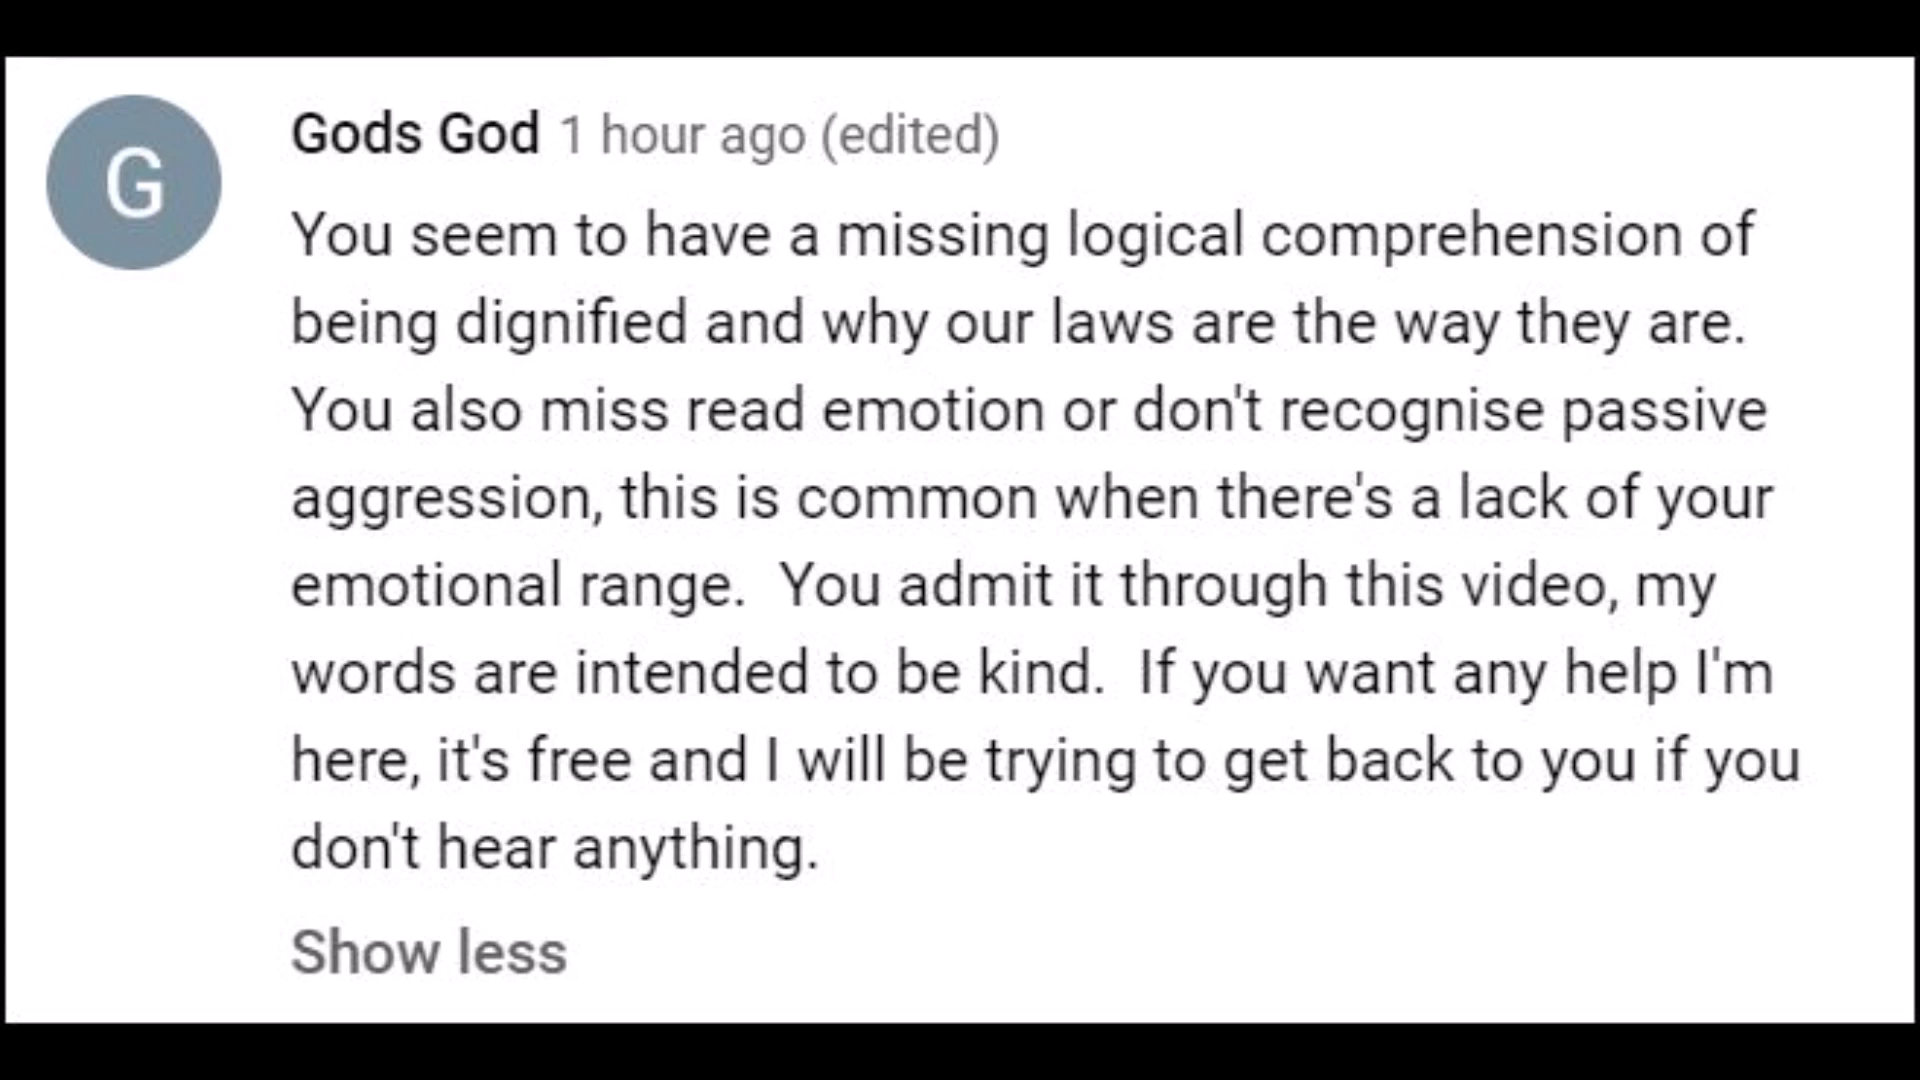 G
Gods God 1 hour ago (edited)
You seem to have a missing logical comprehension of
being dignified and why our laws are the way they are.
You also miss read emotion or don't recognise passive
aggression, this is common when there's a lack of your
emotional range.  You admit it through this video, my
words are intended to be kind.  If you want any help I'm
here, it's free and I will be trying to get back to you if you
don't hear anything.
Show less